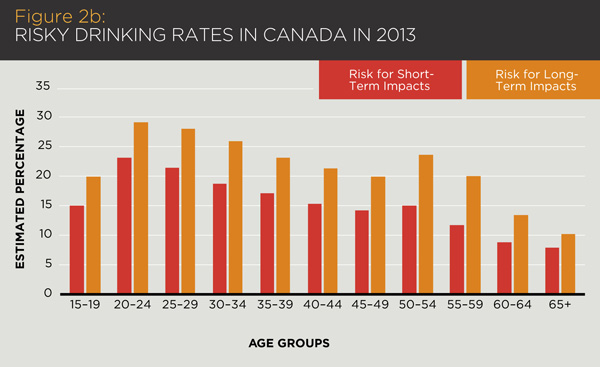 Figure 2b:
RISKY DRINKING RATES IN CANADA IN 2013
Risk for Short-
Term Impacts
Risk for Long-
Term Impacts
ESTIMATED PERCENTAGE
35
30
25
20
15
10
5
0
15–19 20–24 25–29 30–34 35–39 40–44 45–49 50–54 55–59 60–64 65+
AGE GROUPS